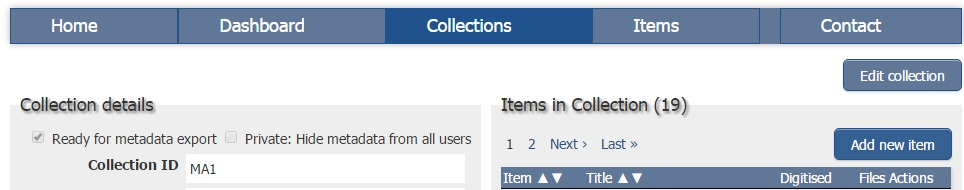 Home Dashboard Collections Items Contact
Edit collection
Collection details
Ready for metadata export Private: Hide metadata from all users
Collection ID MA1
Items in Collection (19)
1 2 Next › Last »
Add new item
Item ▲▼ Title ▲▼ Digitised Files Actions